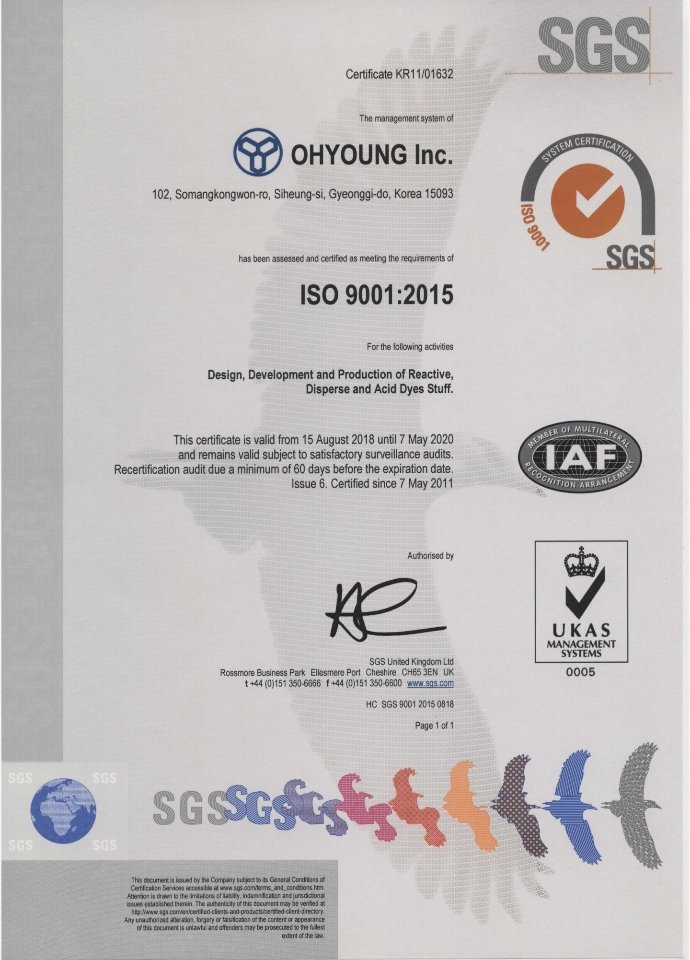 SGS
Certificate KR11/01632
The management system of
OHYOUNG Inc.
102, Somangkongwon-ro, Siheung-si, Gyeonggi-do, Korea 15093
SYSTEM CERTIFICATION
ISO 9001
SGS
has been assessed and certified as meeting the requirements of
ISO 9001:2015
For the following activities
Design, Development and Production of Reactive,
Disperse and Acid Dyes Stuff.
This certificate is valid from 15 August 2018 until 7 May 2020
and remains valid subject to satisfactory surveillance audits.
Recertification audit due a minimum of 60 days before the expiration date.
Issue 6. Certified since 7 May 2011
MEMBER OF MULTILATERAL
IAF
RECOGNITION ARRANGEMENT
Authorised by
UKAS
MANAGEMENT
SYSTEMS
0005
SGS United Kingdom Ltd
Rossmore Business Park Ellesmere Port Cheshire CH65 3EN UK
t +44 (0)151 350-6666 f +44 (0)151 350-6600 www.sgs.com
HC SGS 9001 2015 0818
Page 1 of 1
SGS SGS
SGS SGS
SGS SGS SGS
This document is issued by the Company subject to its General Conditions of
Certification Services accessible at www.sgs.com/terms_and_conditions.htm.
Attention is drawn to the limitations of liability, indemnification and jurisdictional
issues established therein. The authenticity of this document may be verified at
http://www.sgs.com/en/certified-clients-and-products/certified-client-directory.
Any unauthorized alteration, forgery or falsification of the content or appearance
of this document is unlawful and offenders may be prosecuted to the fullest
extent of the law.